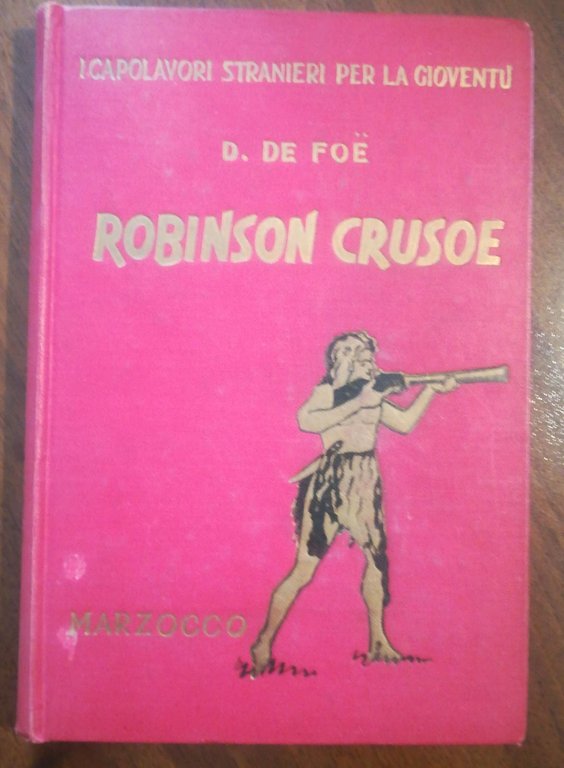 I CAPOLAVORI STRANIERI PER LA GIOVENTÙ
D. DE FOË
ROBINSON CRUSOE
MARZOCCO